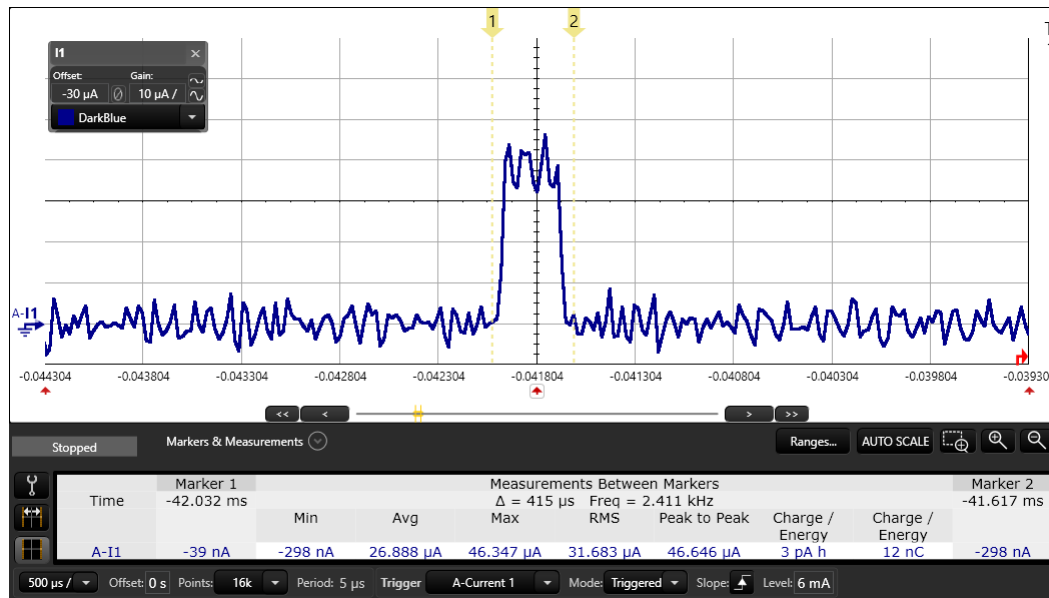 1 2
I1 ×
Offset: Gain:
-30 µA 10 µA /
DarkBlue
A-I1
-0.044304 -0.043804 -0.043304 -0.042804 -0.042304 -0.041804 -0.041304 -0.040804 -0.040304 -0.039804 -0.03930
<< < > >>
Stopped Markers & Measurements Ranges... AUTO SCALE
Marker 1 Measurements Between Markers Marker 2
Time -42.032 ms Δ = 415 µs Freq = 2.411 kHz -41.617 ms
Min Avg Max RMS Peak to Peak Charge / Charge /
Energy Energy
A-I1 -39 nA -298 nA 26.888 µA 46.347 µA 31.683 µA 46.646 µA 3 pA h 12 nC -298 nA
500 µs / Offset: 0 s Points: 16k Period: 5 µs Trigger A-Current 1 Mode: Triggered Slope: Level: 6 mA